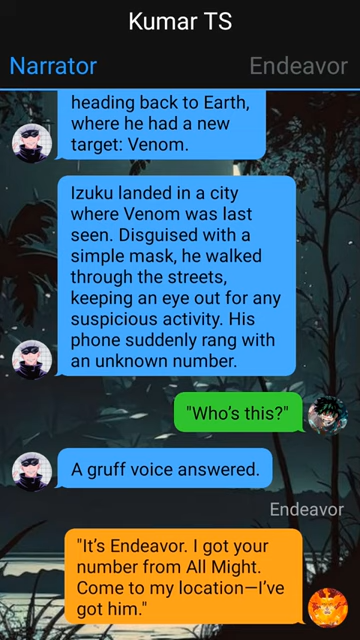 Kumar TS
Narrator
Endeavor
heading back to Earth,
where he had a new
target: Venom.
Izuku landed in a city
where Venom was last
seen. Disguised with a
simple mask, he walked
through the streets,
keeping an eye out for any
suspicious activity. His
phone suddenly rang with
an unknown number.
"Who’s this?"
A gruff voice answered.
Endeavor
"It’s Endeavor. I got your
number from All Might.
Come to my location—I’ve
got him."